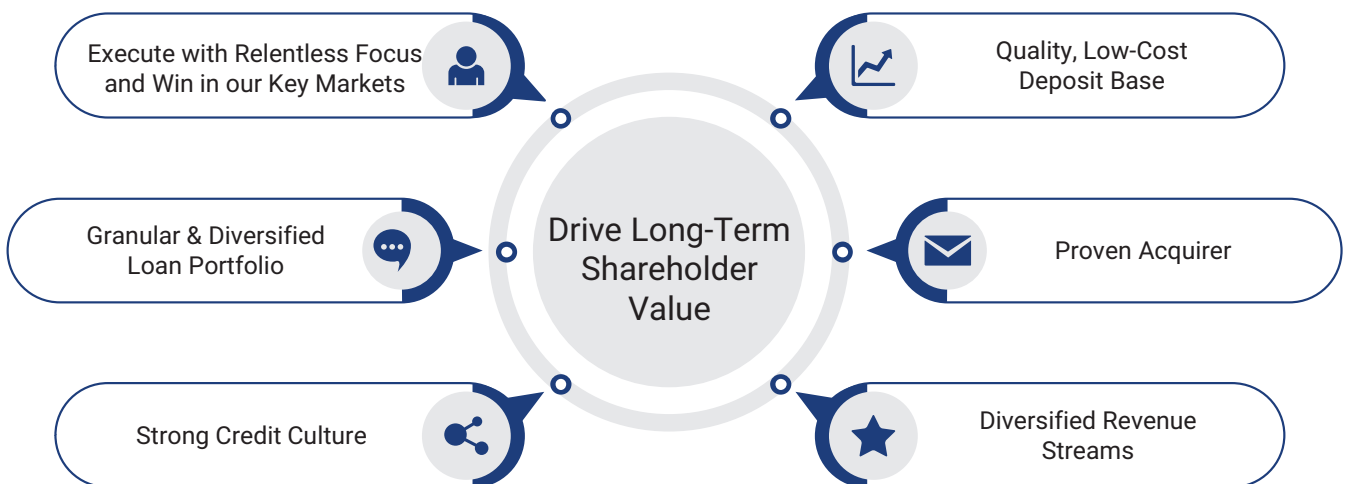 Execute with Relentless Focus
and Win in our Key Markets
Quality, Low-Cost
Deposit Base
Granular & Diversified
Loan Portfolio
Drive Long-Term
Shareholder
Value
Proven Acquirer
Strong Credit Culture
Diversified Revenue
Streams